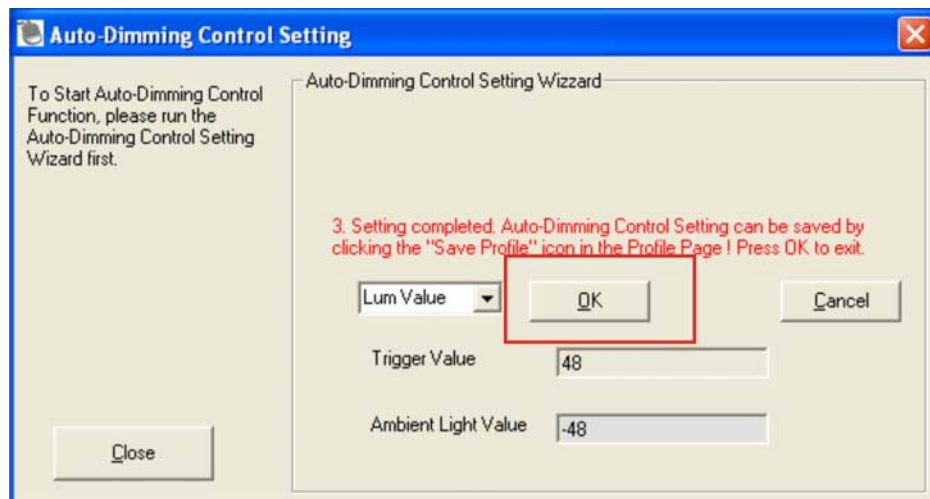 Auto-Dimming Control Setting
To Start Auto-Dimming Control
Function, please run the
Auto-Dimming Control Setting
Wizard first.
Auto-Dimming Control Setting Wizzard
3. Setting completed. Auto-Dimming Control Setting can be saved by
clicking the "Save Profile" icon in the Profile Page ! Press OK to exit.
Lum Value
OK
Cancel
Trigger Value
48
Ambient Light Value
-48
Close